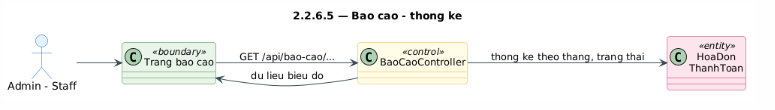 2.2.6.5 — Bao cao - thong ke
Admin - Staff
C
«boundary»
Trang bao cao
GET /api/bao-cao/...
du lieu bieu do
C
«control»
BaoCaoController
thong ke theo thang, trang thai
C
«entity»
HoaDon
ThanhToan